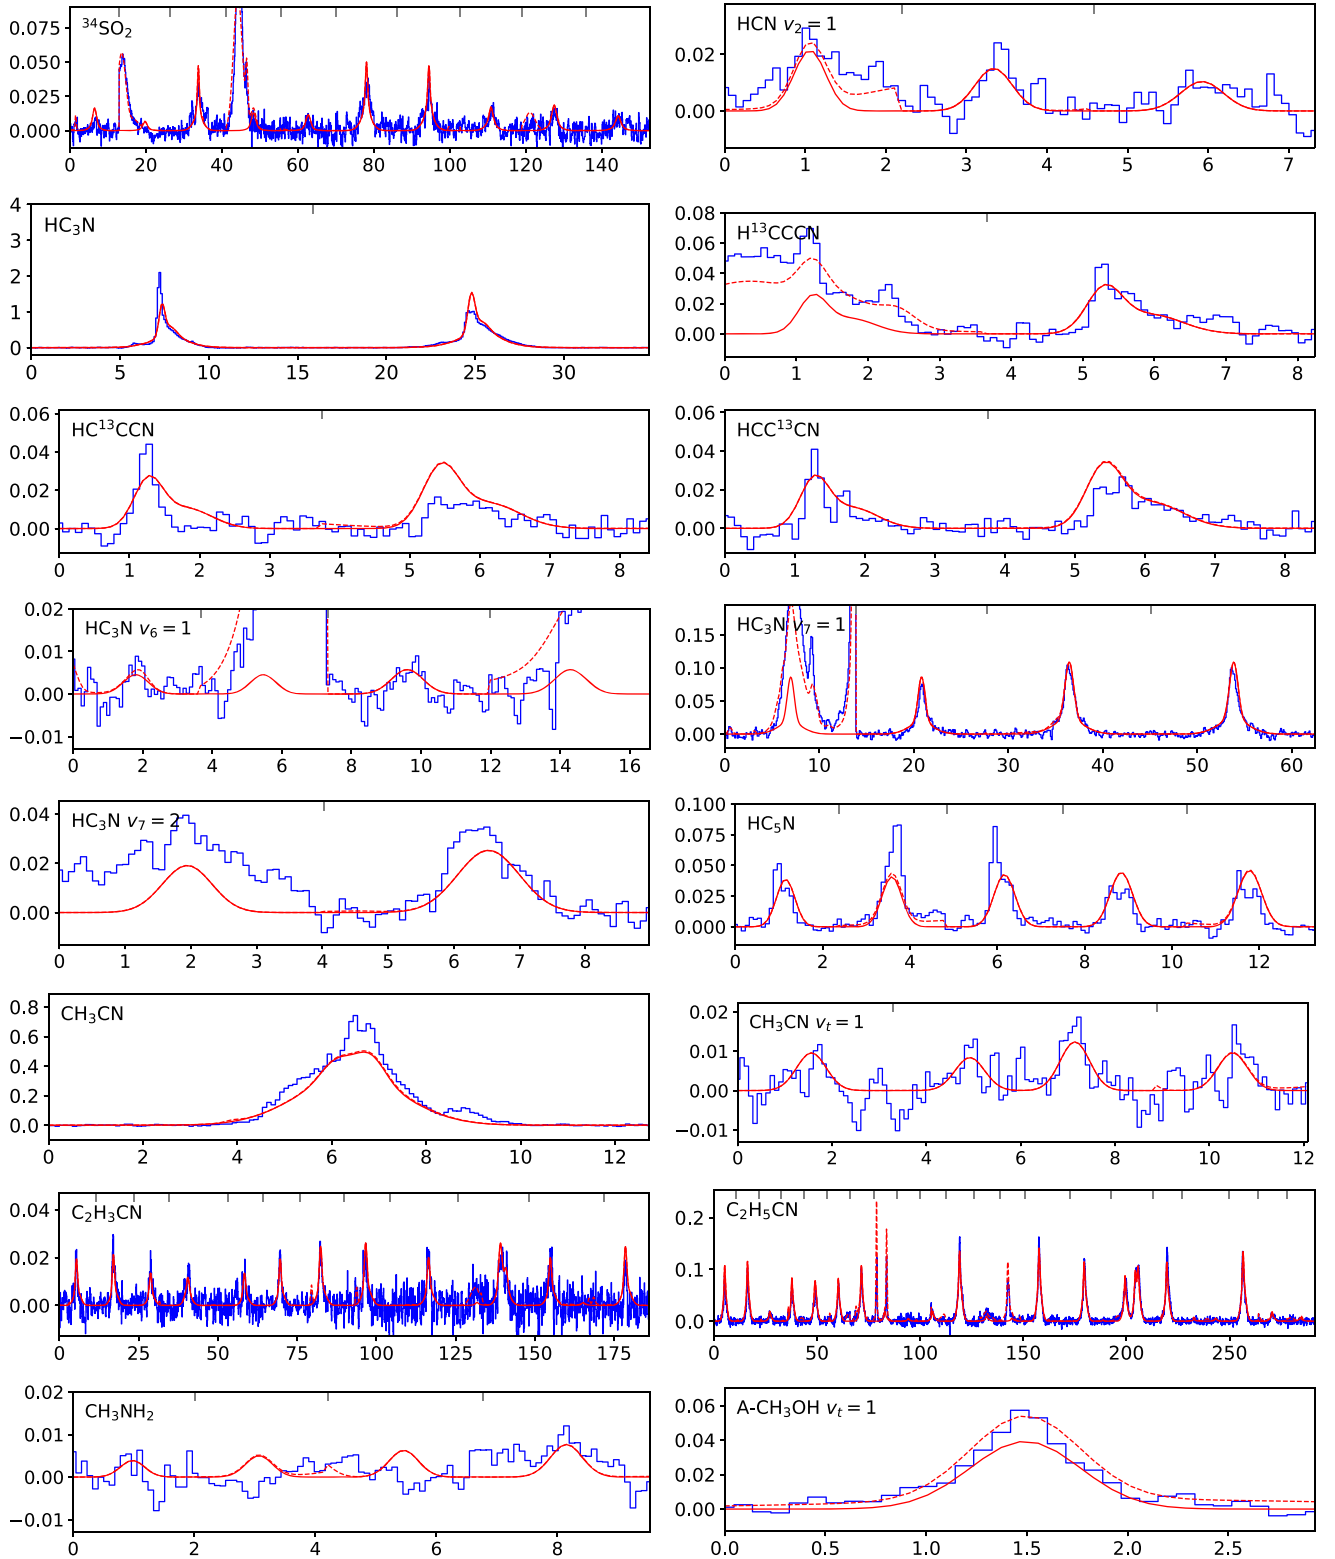 ³⁴SO₂
0.075
0.050
0.025
0.000
0 20 40 60 80 100 120 140
HCN v₂ = 1
0.02
0.00
0 1 2 3 4 5 6 7
HC₃N
4
3
2
1
0
0 5 10 15 20 25 30
H¹³CCCN
0.08
0.06
0.04
0.02
0.00
0 1 2 3 4 5 6 7 8
HC¹³CCN
0.06
0.04
0.02
0.00
0 1 2 3 4 5 6 7 8
HCC¹³CN
0.06
0.04
0.02
0.00
0 1 2 3 4 5 6 7 8
HC₃N v₆ = 1
0.02
0.01
0.00
−0.01
0 2 4 6 8 10 12 14 16
HC₃N v₇ = 1
0.15
0.10
0.05
0.00
0 10 20 30 40 50 60
HC₃N v₇ = 2
0.04
0.02
0.00
0 1 2 3 4 5 6 7 8
HC₅N
0.100
0.075
0.050
0.025
0.000
0 2 4 6 8 10 12
CH₃CN
0.8
0.6
0.4
0.2
0.0
0 2 4 6 8 10 12
CH₃CN vₜ = 1
0.02
0.01
0.00
−0.01
0 2 4 6 8 10 12
C₂H₃CN
0.04
0.02
0.00
0 25 50 75 100 125 150 175
C₂H₅CN
0.2
0.1
0.0
0 50 100 150 200 250
CH₃NH₂
0.02
0.01
0.00
−0.01
0 2 4 6 8
A-CH₃OH vₜ = 1
0.06
0.04
0.02
0.00
0.0 0.5 1.0 1.5 2.0 2.5